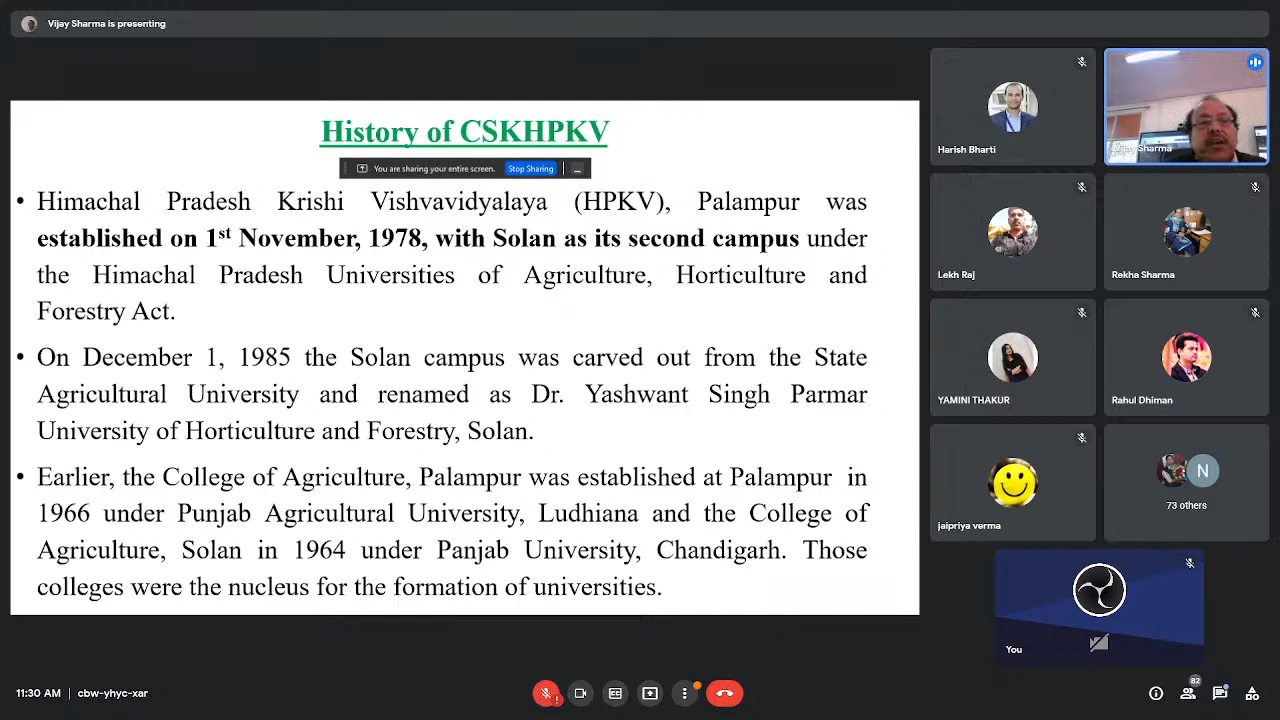 Vijay Sharma is presenting
History of CSKHPKV
You are sharing your entire screen. Stop Sharing
• Himachal Pradesh Krishi Vishvavidyalaya (HPKV), Palampur was
established on 1st November, 1978, with Solan as its second campus under
the Himachal Pradesh Universities of Agriculture, Horticulture and
Forestry Act.
• On December 1, 1985 the Solan campus was carved out from the State
Agricultural University and renamed as Dr. Yashwant Singh Parmar
University of Horticulture and Forestry, Solan.
• Earlier, the College of Agriculture, Palampur was established at Palampur in
1966 under Punjab Agricultural University, Ludhiana and the College of
Agriculture, Solan in 1964 under Panjab University, Chandigarh. Those
colleges were the nucleus for the formation of universities.
Harish Bharti
Vijay Sharma
Lekh Raj
Rekha Sharma
YAMINI THAKUR
Rahul Dhiman
jaipriya verma
N
73 others
You
11:30 AM | cbw-yhyc-xar
82